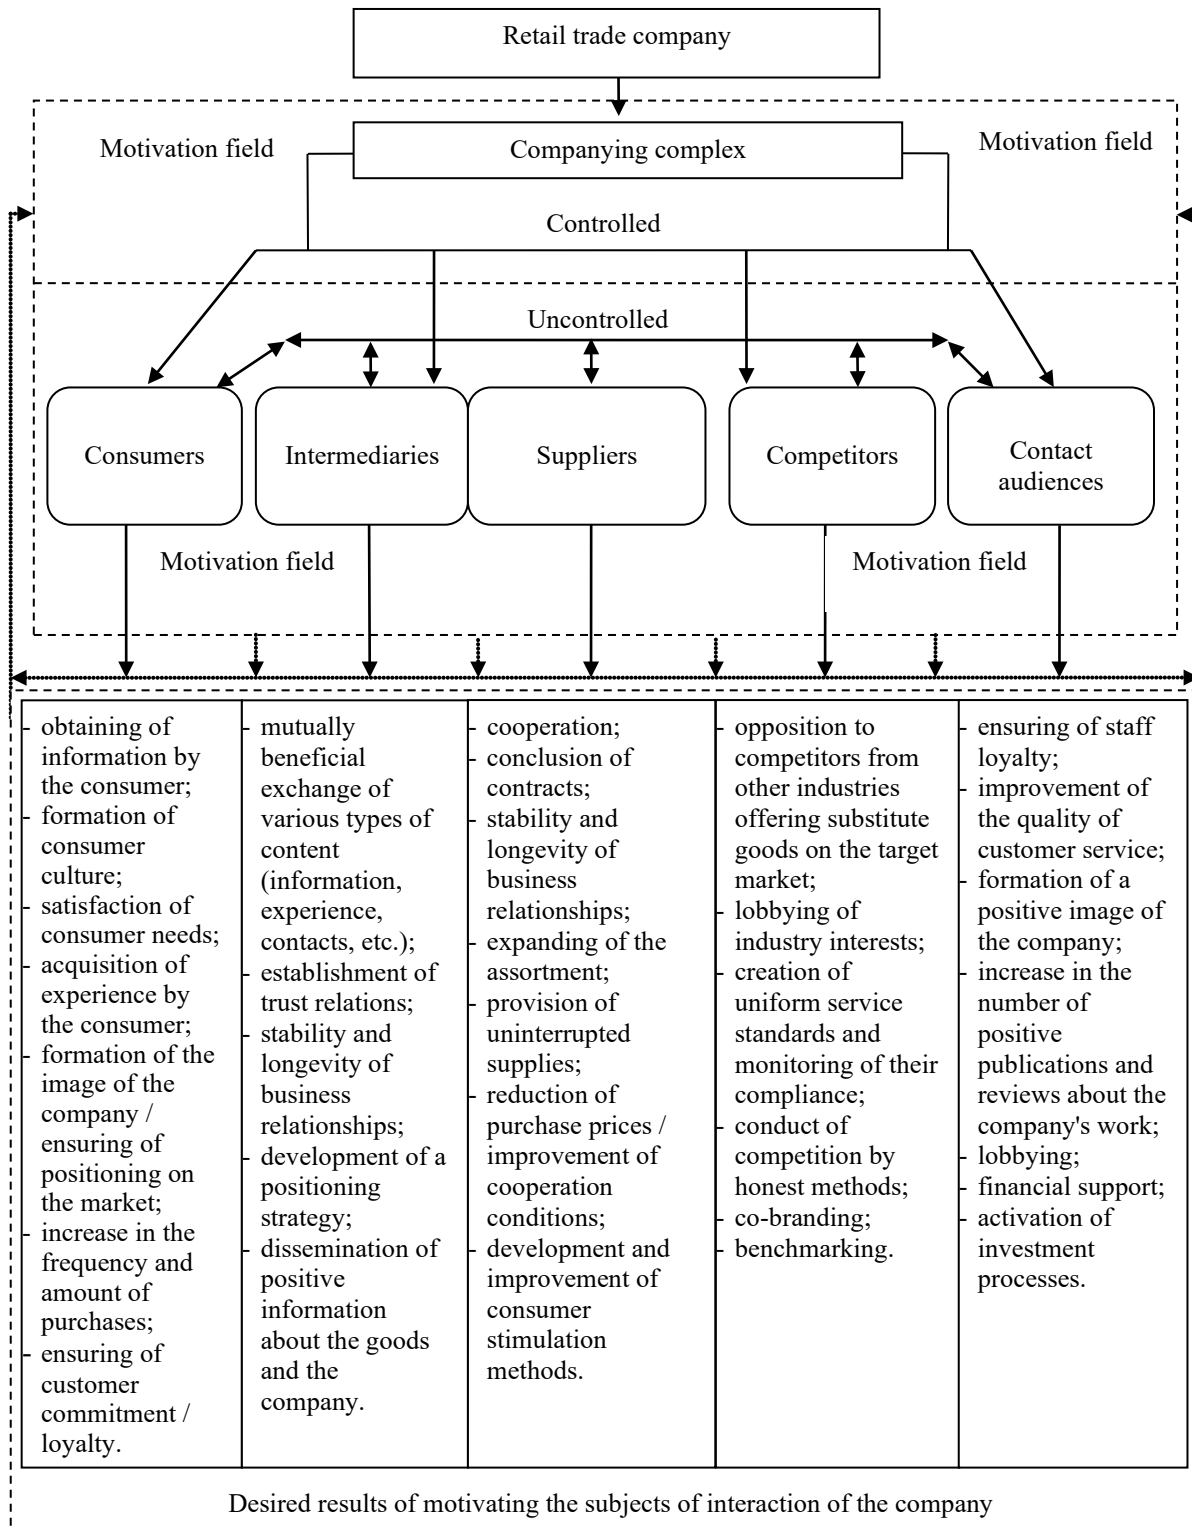 Retail trade company
Motivation field
Companying complex
Motivation field
Controlled
Uncontrolled
Consumers
Intermediaries
Suppliers
Competitors
Contact
audiences
Motivation field
Motivation field
- obtaining of
information by
the consumer;
- formation of
consumer
culture;
- satisfaction of
consumer needs;
- acquisition of
experience by
the consumer;
- formation of the
image of the
company /
ensuring of
positioning on
the market;
- increase in the
frequency and
amount of
purchases;
- ensuring of
customer
commitment /
loyalty.
- mutually
beneficial
exchange of
various types of
content
(information,
experience,
contacts, etc.);
- establishment of
trust relations;
- stability and
longevity of
business
relationships;
- development of a
positioning
strategy;
- dissemination of
positive
information
about the goods
and the
company.
- cooperation;
- conclusion of
contracts;
- stability and
longevity of
business
relationships;
- expanding of the
assortment;
- provision of
uninterrupted
supplies;
- reduction of
purchase prices /
improvement of
cooperation
conditions;
- development and
improvement of
consumer
stimulation
methods.
- opposition to
competitors from
other industries
offering substitute
goods on the target
market;
- lobbying of
industry interests;
- creation of
uniform service
standards and
monitoring of their
compliance;
- conduct of
competition by
honest methods;
- co-branding;
- benchmarking.
- ensuring of staff
loyalty;
- improvement of
the quality of
customer service;
- formation of a
positive image of
the company;
- increase in the
number of
positive
publications and
reviews about the
company's work;
- lobbying;
- financial support;
- activation of
investment
processes.
Desired results of motivating the subjects of interaction of the company